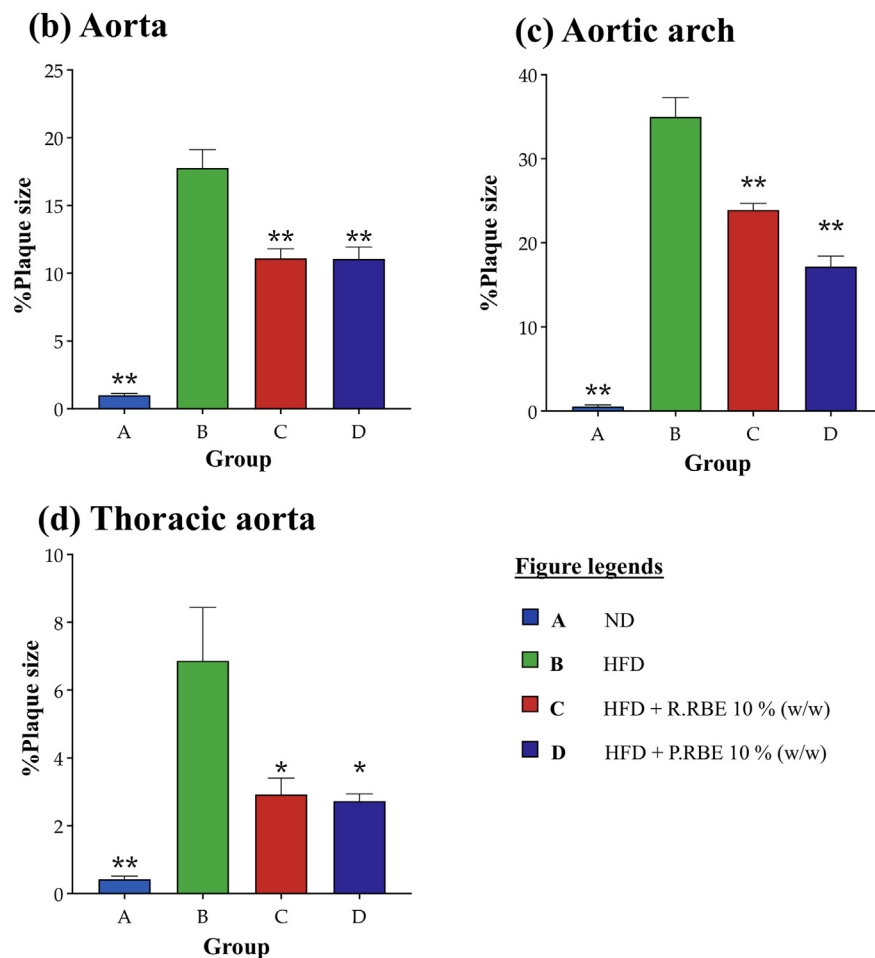 (b) Aorta
%Plaque size
25
20
15
10
5
0
**
**
**
A B C D
Group
(c) Aortic arch
%Plaque size
40
30
20
10
0
**
**
**
A B C D
Group
(d) Thoracic aorta
%Plaque size
10
8
6
4
2
0
**
*
*
A B C D
Group
Figure legends
A ND
B HFD
C HFD + R.RBE 10 % (w/w)
D HFD + P.RBE 10 % (w/w)